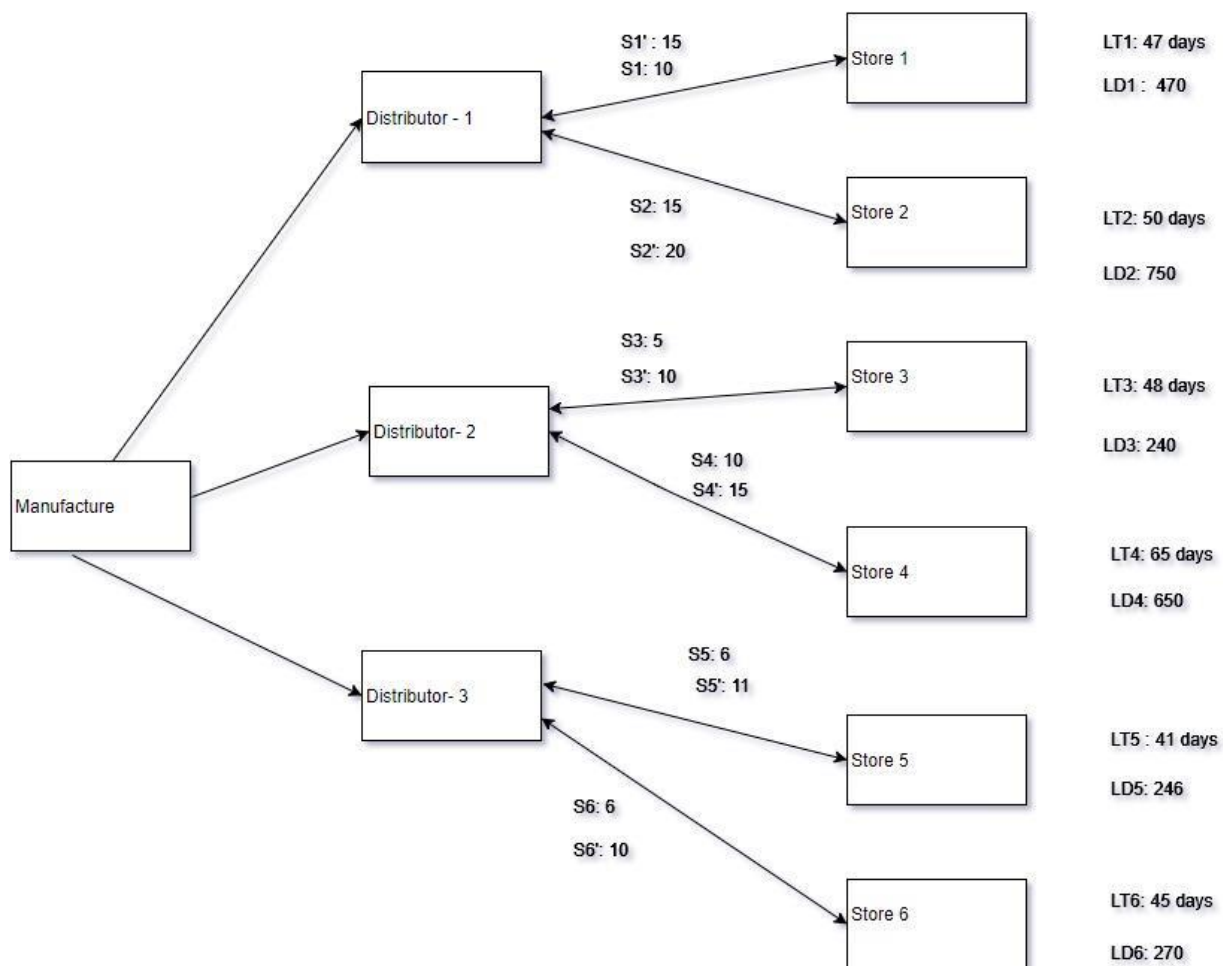 S1' : 15
S1: 10
Store 1
LT1: 47 days
LD1 : 470
Distributor - 1
S2: 15
S2': 20
Store 2
LT2: 50 days
LD2: 750
S3: 5
S3': 10
Store 3
LT3: 48 days
LD3: 240
Distributor- 2
S4: 10
S4': 15
Manufacture
Store 4
LT4: 65 days
LD4: 650
Distributor- 3
S5: 6
S5': 11
Store 5
LT5 : 41 days
LD5: 246
S6: 6
S6': 10
Store 6
LT6: 45 days
LD6: 270